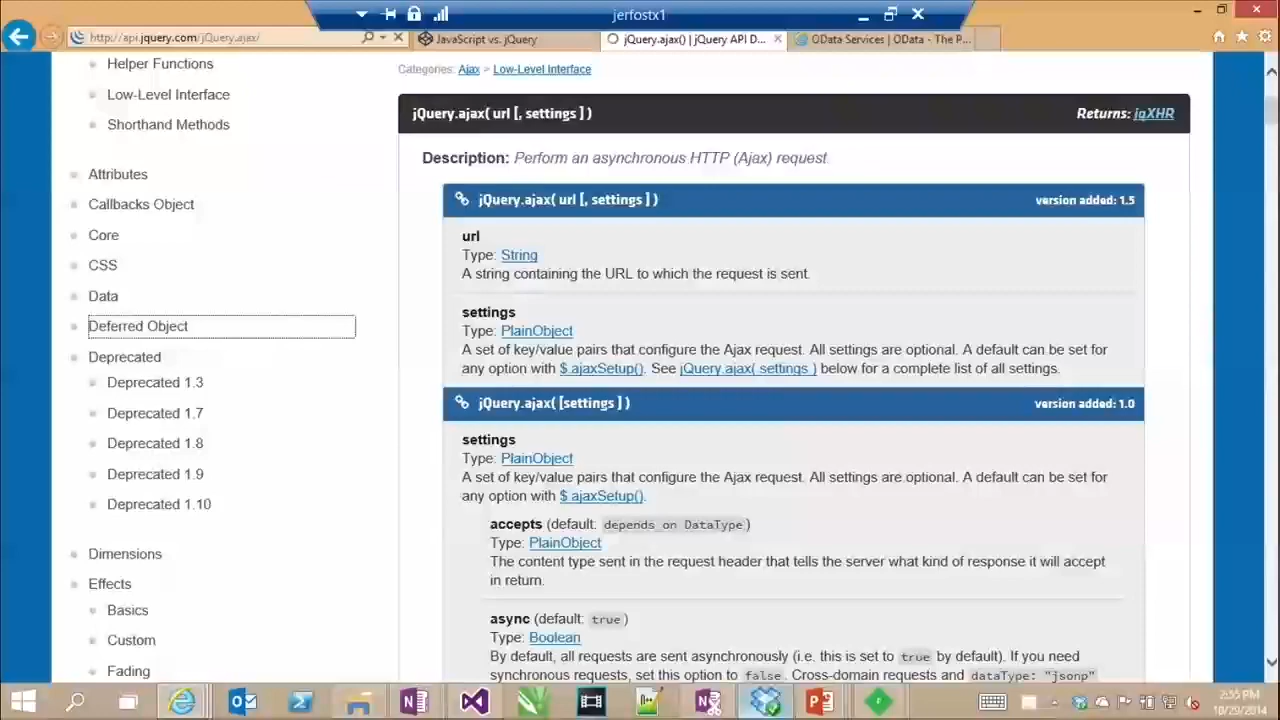 jerfostx1
http://api.jquery.com/jQuery.ajax/
JavaScript vs. jQuery
jQuery.ajax() | jQuery API D...
OData Services | OData - The P...
Helper Functions
Low-Level Interface
Shorthand Methods
Attributes
Callbacks Object
Core
CSS
Data
Deferred Object
Deprecated
Deprecated 1.3
Deprecated 1.7
Deprecated 1.8
Deprecated 1.9
Deprecated 1.10
Dimensions
Effects
Basics
Custom
Fading
Categories: Ajax > Low-Level Interface
jQuery.ajax( url [, settings ] ) Returns: jqXHR
Description: Perform an asynchronous HTTP (Ajax) request.
jQuery.ajax( url [, settings ] ) version added: 1.5
url
Type: String
A string containing the URL to which the request is sent.
settings
Type: PlainObject
A set of key/value pairs that configure the Ajax request. All settings are optional. A default can be set for
any option with $.ajaxSetup(). See jQuery.ajax( settings ) below for a complete list of all settings.
jQuery.ajax( [settings ] ) version added: 1.0
settings
Type: PlainObject
A set of key/value pairs that configure the Ajax request. All settings are optional. A default can be set for
any option with $.ajaxSetup().
accepts (default: depends on DataType)
Type: PlainObject
The content type sent in the request header that tells the server what kind of response it will accept
in return.
async (default: true)
Type: Boolean
By default, all requests are sent asynchronously (i.e. this is set to true by default). If you need
synchronous requests, set this option to false. Cross-domain requests and dataType: "jsonp"
2:55 PM
10/29/2014